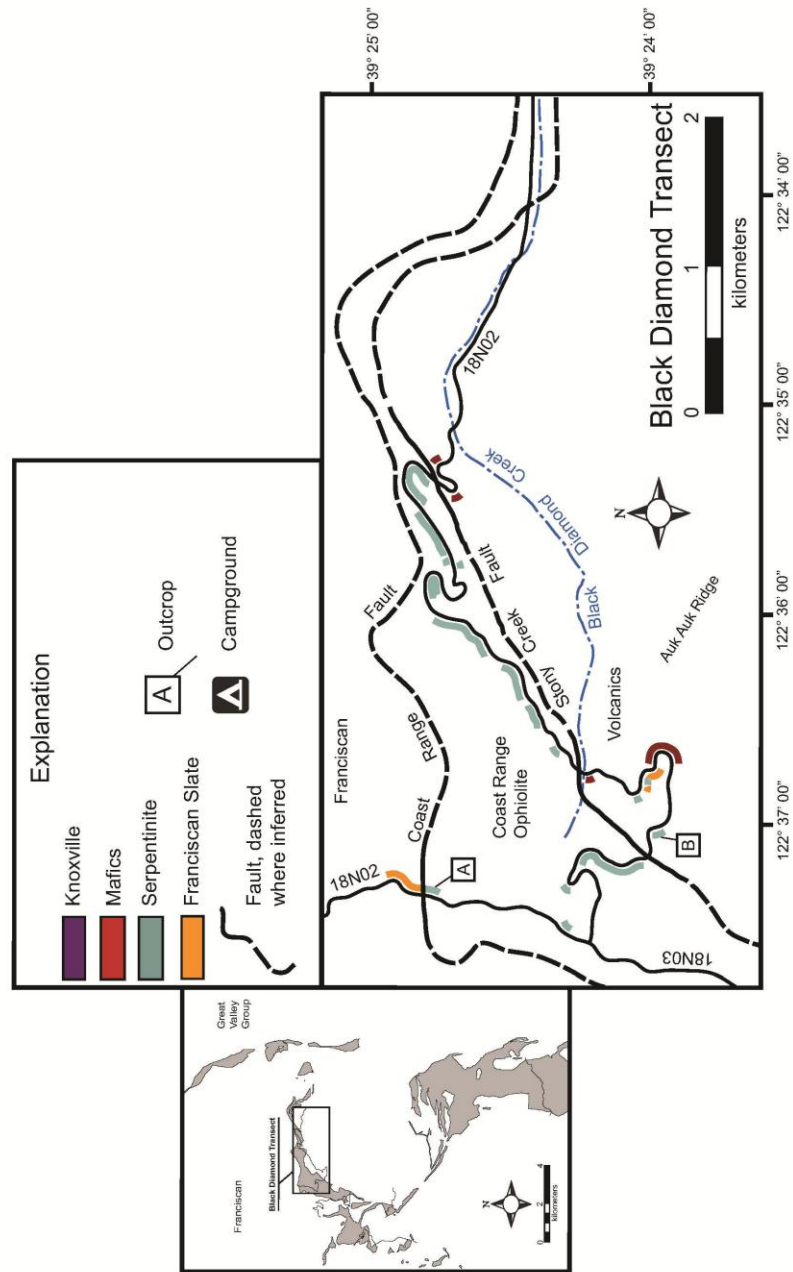 Explanation
Knoxville
Mafics
Serpentinite
Franciscan Slate
Fault, dashed
where inferred
A
Outcrop
Campground
Franciscan
Great
Valley
Group
Black Diamond Transect
N
0 2 4
kilometers
39° 25' 00"
39° 24' 00"
122° 37' 00"
122° 36' 00"
122° 35' 00"
122° 34' 00"
Franciscan
Coast Range Fault
18N02
A
Coast Range
Ophiolite
Stony Creek Fault
18N02
Black Diamond Creek
Volcanics
Auk Auk Ridge
B
18N03
N
Black Diamond Transect
0 1 2
kilometers